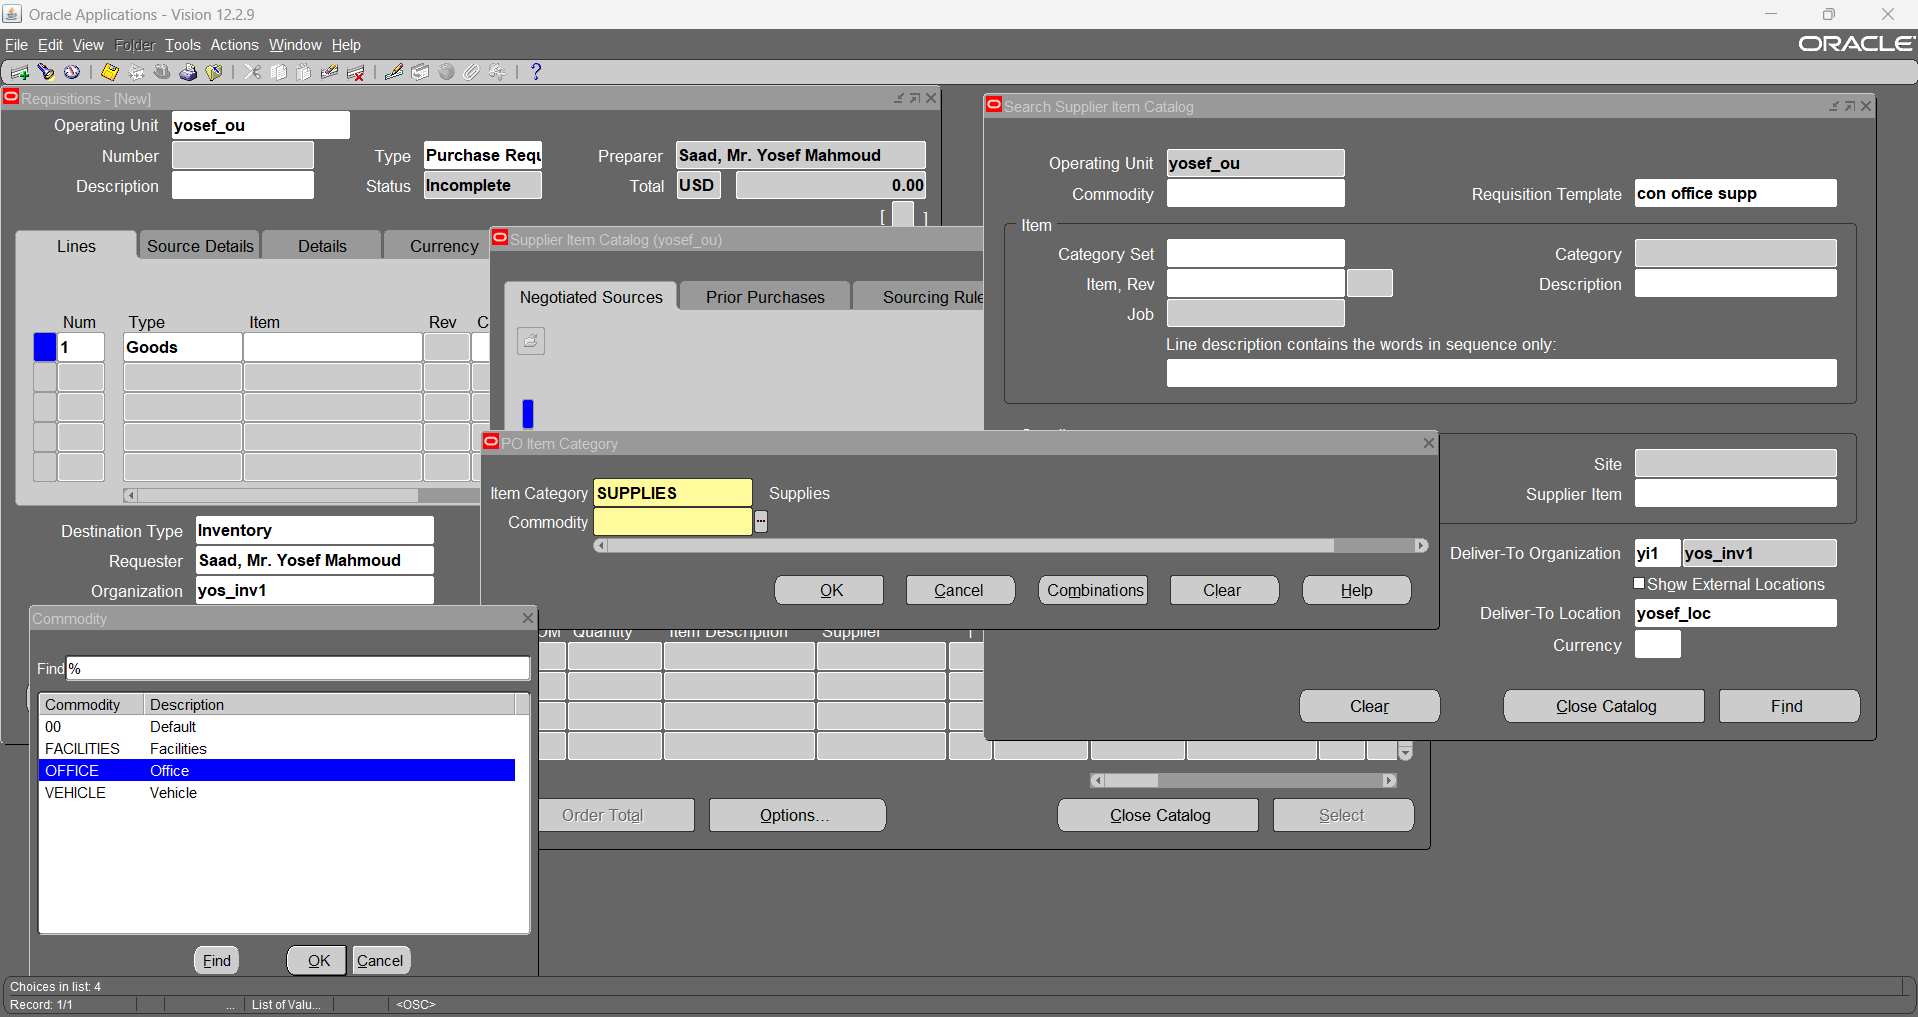 Oracle Applications - Vision 12.2.9
File Edit View Folder Tools Actions Window Help
ORACLE
Requisitions - [New]
Operating Unit yosef_ou
Number
Type Purchase Requ
Preparer Saad, Mr. Yosef Mahmoud
Description
Status Incomplete
Total USD 0.00
[ ]
Lines Source Details Details Currency
Num Type Item Rev C
1 Goods
Destination Type Inventory
Requester Saad, Mr. Yosef Mahmoud
Organization yos_inv1
Supplier Item Catalog (yosef_ou)
Negotiated Sources Prior Purchases Sourcing Rule
Quantity Item Description Supplier
Order Total Options... Close Catalog Select
Search Supplier Item Catalog
Operating Unit yosef_ou
Commodity
Requisition Template con office supp
Item
Category Set
Category
Item, Rev
Description
Job
Line description contains the words in sequence only:
Site
Supplier Item
Deliver-To Organization yi1 yos_inv1
Show External Locations
Deliver-To Location yosef_loc
Currency
Clear Close Catalog Find
PO Item Category
Item Category SUPPLIES Supplies
Commodity ...
OK Cancel Combinations Clear Help
Commodity
Find %
Commodity Description
00 Default
FACILITIES Facilities
OFFICE Office
VEHICLE Vehicle
Find OK Cancel
Choices in list: 4
Record: 1/1 ... List of Valu... <OSC>